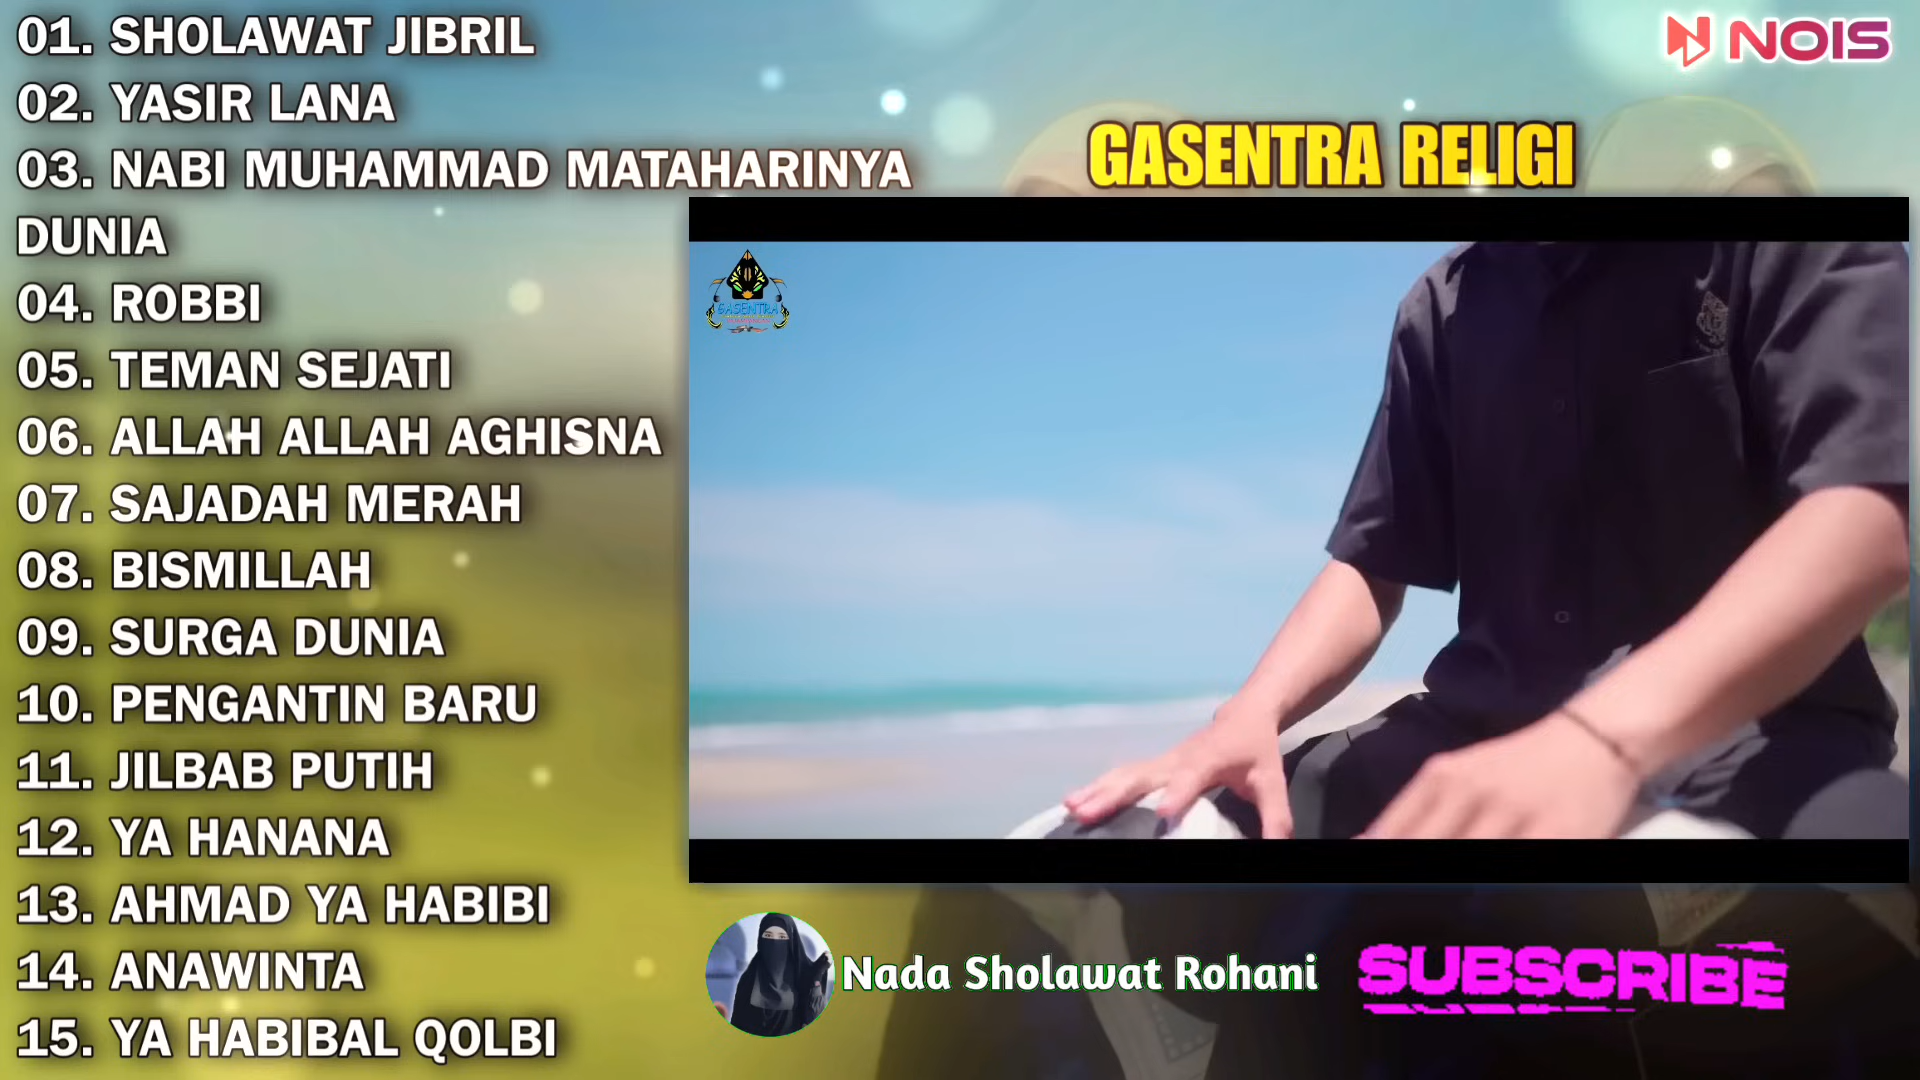 01. SHOLAWAT JIBRIL
02. YASIR LANA
03. NABI MUHAMMAD MATAHARINYA
DUNIA
04. ROBBI
05. TEMAN SEJATI
06. ALLAH ALLAH AGHISNA
07. SAJADAH MERAH
08. BISMILLAH
09. SURGA DUNIA
10. PENGANTIN BARU
11. JILBAB PUTIH
12. YA HANANA
13. AHMAD YA HABIBI
14. ANAWINTA
15. YA HABIBAL QOLBI
NOIS
GASENTRA RELIGI
GASENTRA
Nada Sholawat Rohani
SUBSCRIBE